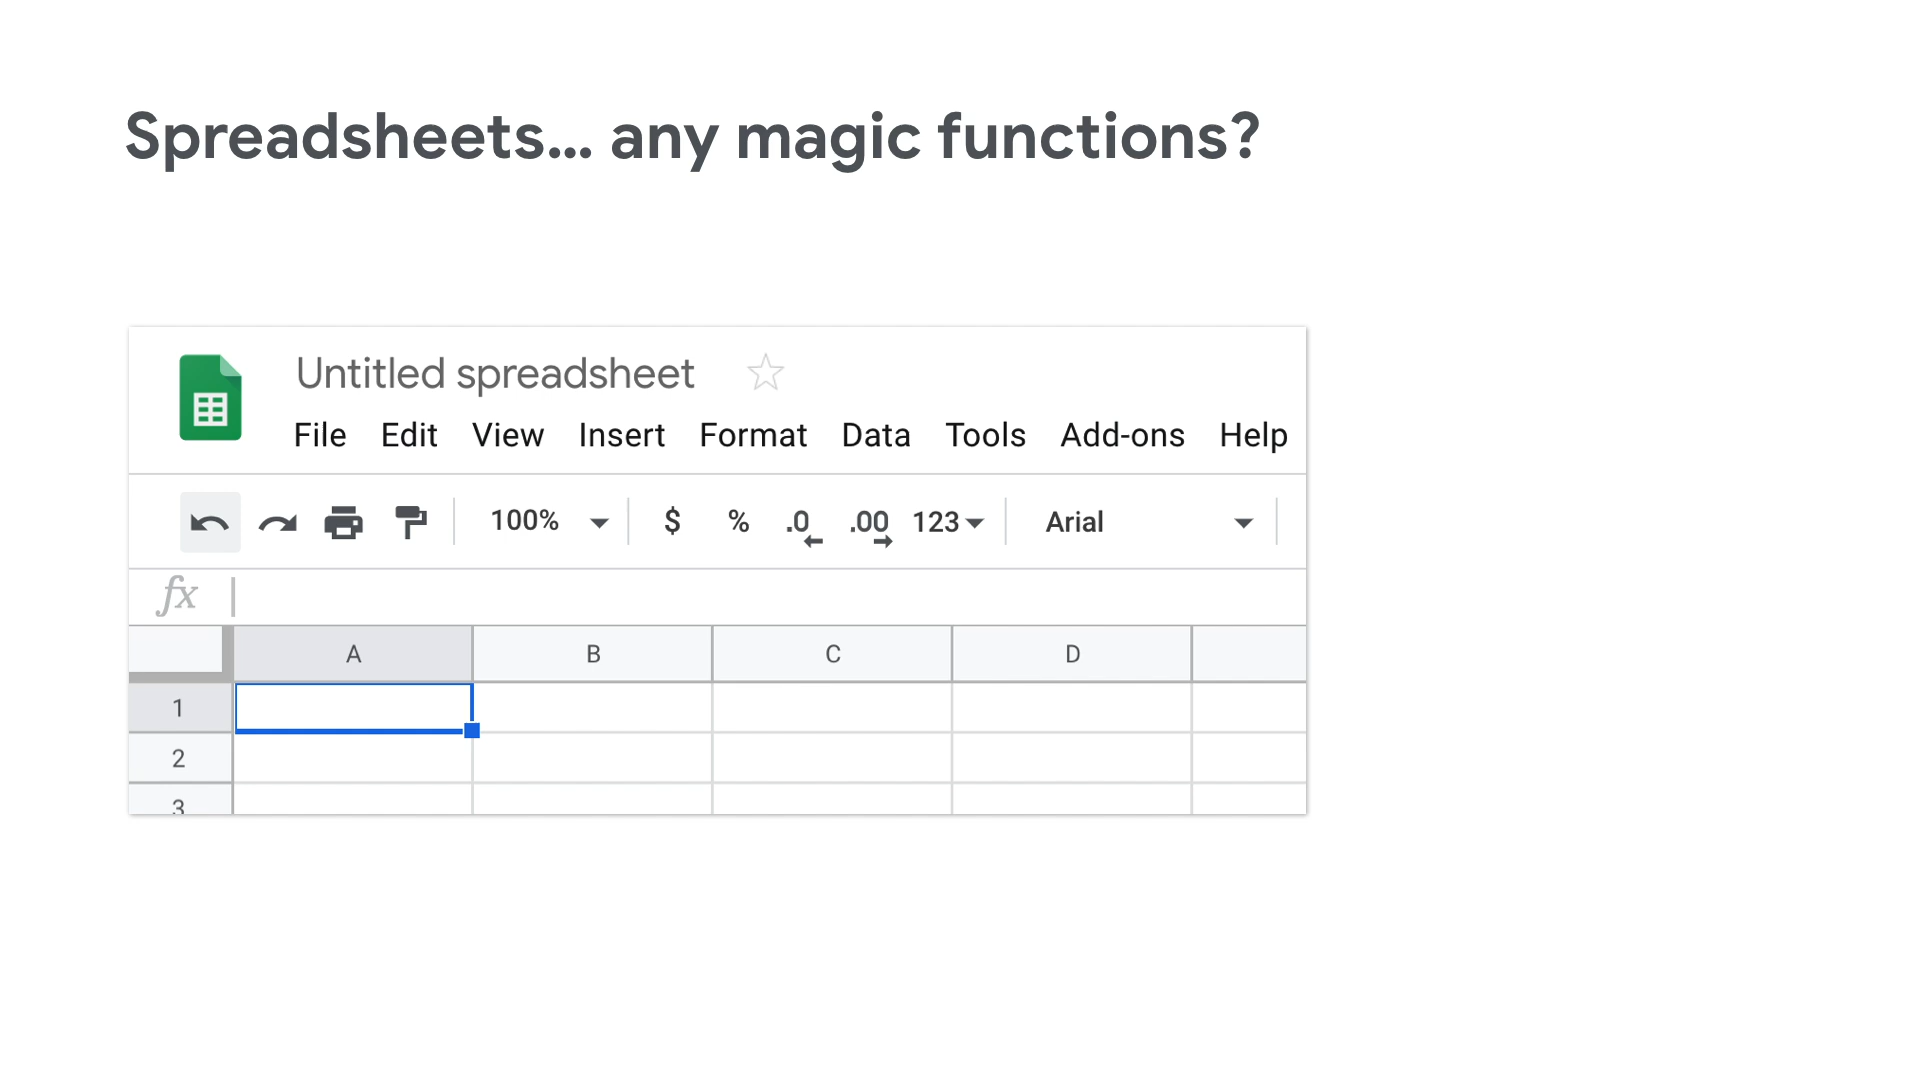 Spreadsheets... any magic functions?
Untitled spreadsheet
File Edit View Insert Format Data Tools Add-ons Help
100% $ % .0 .00 123 Arial
fx
A B C D
1
2
3